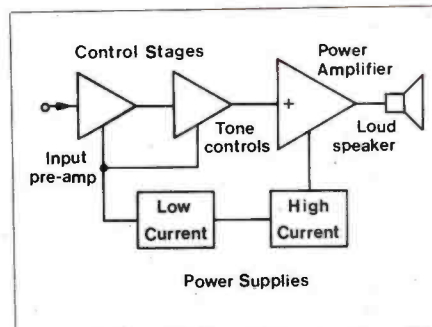 Control Stages
Power
Amplifier
+
Tone
controls
Loud
speaker
Input
pre-amp
Low
Current
High
Current
Power Supplies